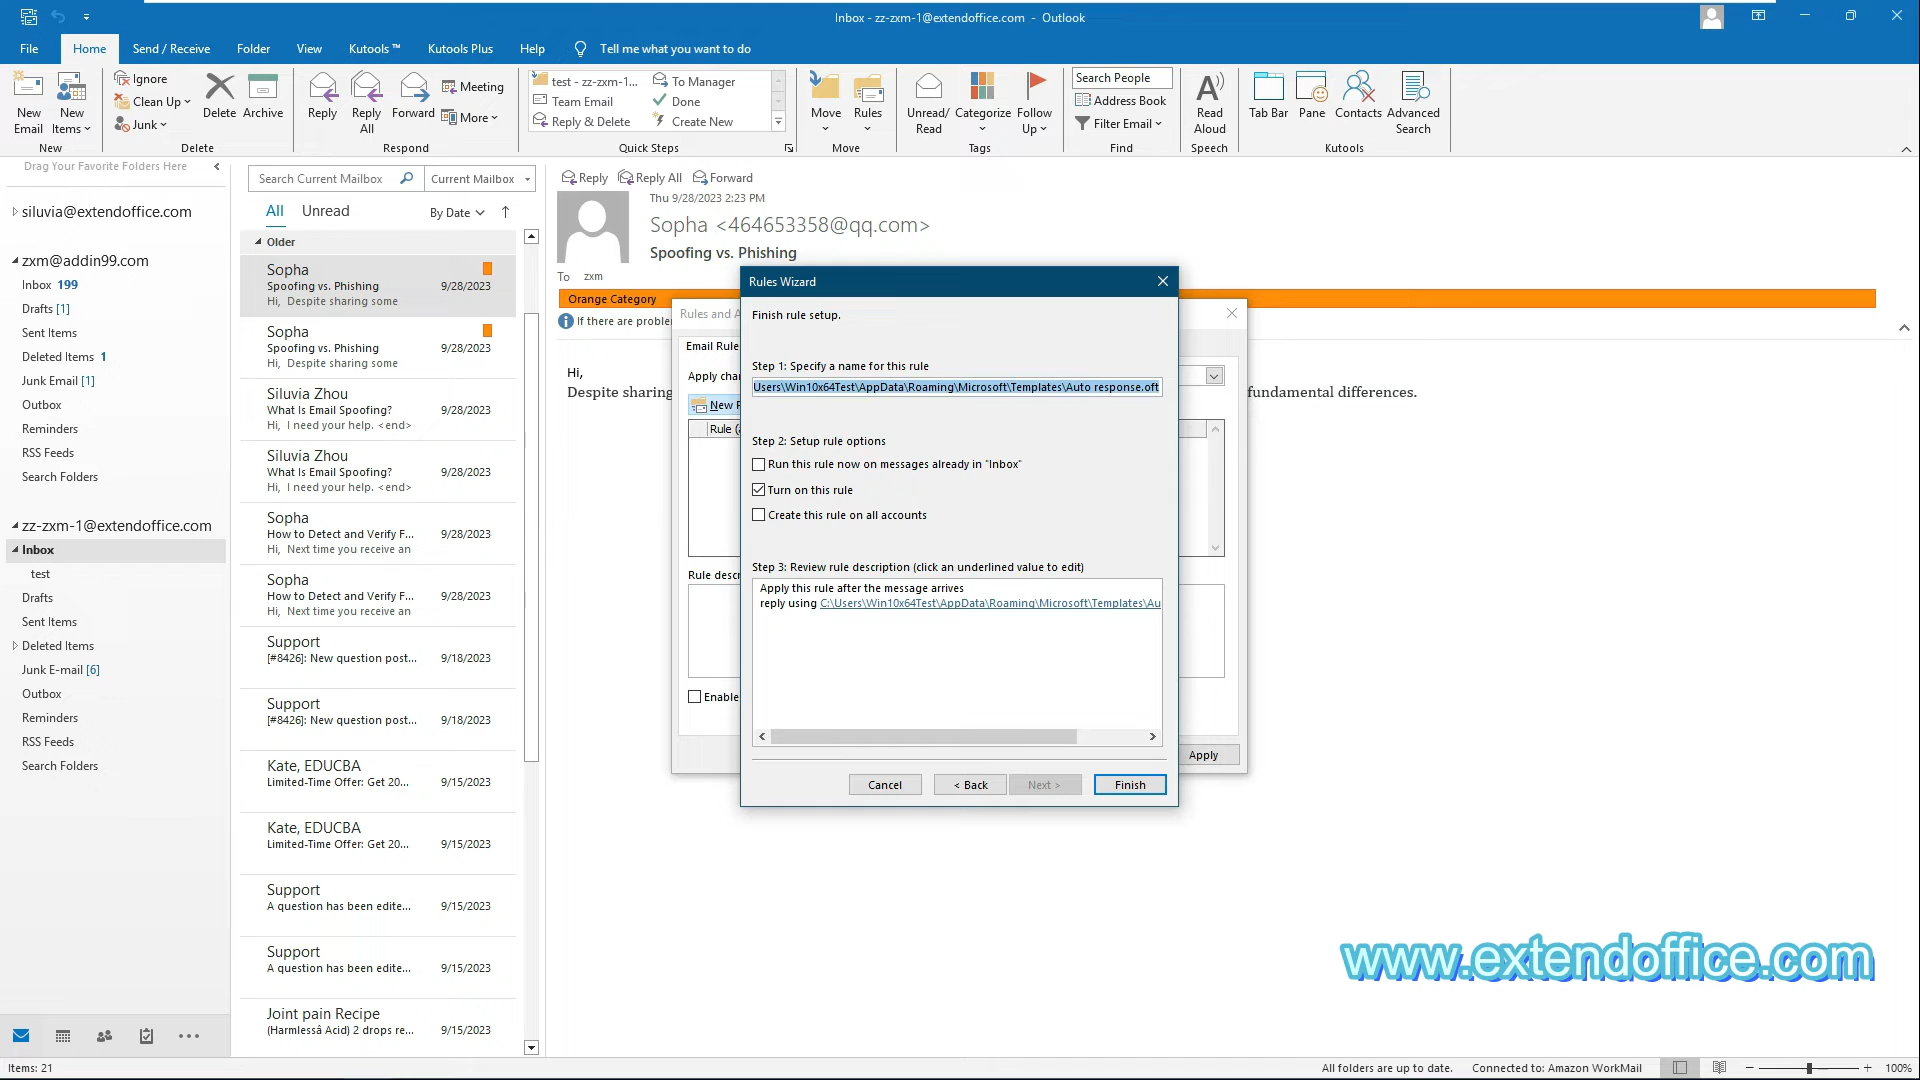 Inbox - zz-zxm-1@extendoffice.com - Outlook
File Home Send / Receive Folder View Kutools ™ Kutools Plus Help Tell me what you want to do
New Email
New Items
New
Ignore
Clean Up
Junk
Delete
Archive
Delete
Reply
Reply All
Forward
Meeting
More
Respond
test - zz-zxm-1...
Team Email
Reply & Delete
To Manager
Done
Create New
Quick Steps
Move
Rules
Move
Unread/ Read
Categorize
Follow Up
Tags
Search People
Address Book
Filter Email
Find
Read Aloud
Speech
Tab Bar
Pane
Contacts
Advanced Search
Kutools
Drag Your Favorite Folders Here
siluvia@extendoffice.com
zxm@addin99.com
Inbox 199
Drafts [1]
Sent Items
Deleted Items 1
Junk Email [1]
Outbox
Reminders
RSS Feeds
Search Folders
zz-zxm-1@extendoffice.com
Inbox
test
Drafts
Sent Items
Deleted Items
Junk E-mail [6]
Outbox
Reminders
RSS Feeds
Search Folders
Search Current Mailbox
Current Mailbox
All Unread By Date
Older
Sopha
Spoofing vs. Phishing 9/28/2023
Hi, Despite sharing some
Sopha
Spoofing vs. Phishing 9/28/2023
Hi, Despite sharing some
Siluvia Zhou
What Is Email Spoofing? 9/28/2023
Hi, I need your help. <end>
Siluvia Zhou
What Is Email Spoofing? 9/28/2023
Hi, I need your help. <end>
Sopha
How to Detect and Verify F... 9/28/2023
Hi, Next time you receive an
Sopha
How to Detect and Verify F... 9/28/2023
Hi, Next time you receive an
Support
[#8426]: New question post... 9/18/2023
Support
[#8426]: New question post... 9/18/2023
Kate, EDUCBA
Limited-Time Offer: Get 20... 9/15/2023
Kate, EDUCBA
Limited-Time Offer: Get 20... 9/15/2023
Support
A question has been edite... 9/15/2023
Support
A question has been edite... 9/15/2023
Joint pain Recipe
(Harmlessâ Acid) 2 drops re... 9/15/2023
Reply Reply All Forward
Thu 9/28/2023 2:23 PM
Sopha <464653358@qq.com>
Spoofing vs. Phishing
To zxm
Orange Category
If there are proble
Hi,
Despite sharing fundamental differences.
Rules and A
Email Rule
Apply cha
New R
Rule (a
Rule descr
Enable
Apply
Rules Wizard
Finish rule setup.
Step 1: Specify a name for this rule
Users\Win10x64Test\AppData\Roaming\Microsoft\Templates\Auto response.oft
Step 2: Setup rule options
Run this rule now on messages already in "Inbox"
Turn on this rule
Create this rule on all accounts
Step 3: Review rule description (click an underlined value to edit)
Apply this rule after the message arrives
reply using C:\Users\Win10x64Test\AppData\Roaming\Microsoft\Templates\Au
Cancel < Back Next > Finish
www.extendoffice.com
Items: 21
All folders are up to date. Connected to: Amazon WorkMail 100%